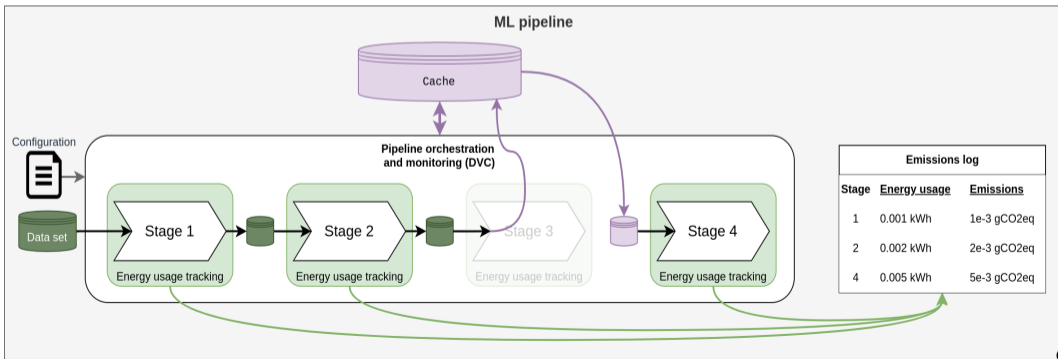 ML pipeline
Cache
Configuration
Pipeline orchestration
and monitoring (DVC)
Data set
Stage 1
Energy usage tracking
Stage 2
Energy usage tracking
Stage 3
Energy usage tracking
Stage 4
Energy usage tracking
Emissions log
Stage Energy usage Emissions
1 0.001 kWh 1e-3 gCO2eq
2 0.002 kWh 2e-3 gCO2eq
4 0.005 kWh 5e-3 gCO2eq